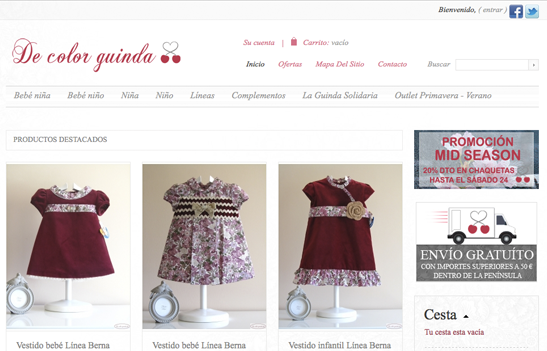 Bienvenido, ( entrar )
De color guinda
Su cuenta | Carrito: vacío
Inicio Ofertas Mapa Del Sitio Contacto Buscar
Bebé niña Bebé niño Niña Niño Líneas Complementos La Guinda Solidaria Outlet Primavera - Verano
PRODUCTOS DESTACADOS
PROMOCIÓN
MID SEASON
20% DTO EN CHAQUETAS
HASTA EL SÁBADO 24
ENVÍO GRATUÍTO
CON IMPORTES SUPERIORES A 50 €
DENTRO DE LA PENÍNSULA
Cesta
Tu cesta esta vacía
Vestido bebé Línea Berna
Vestido bebé Línea Berna
Vestido infantil Línea Berna